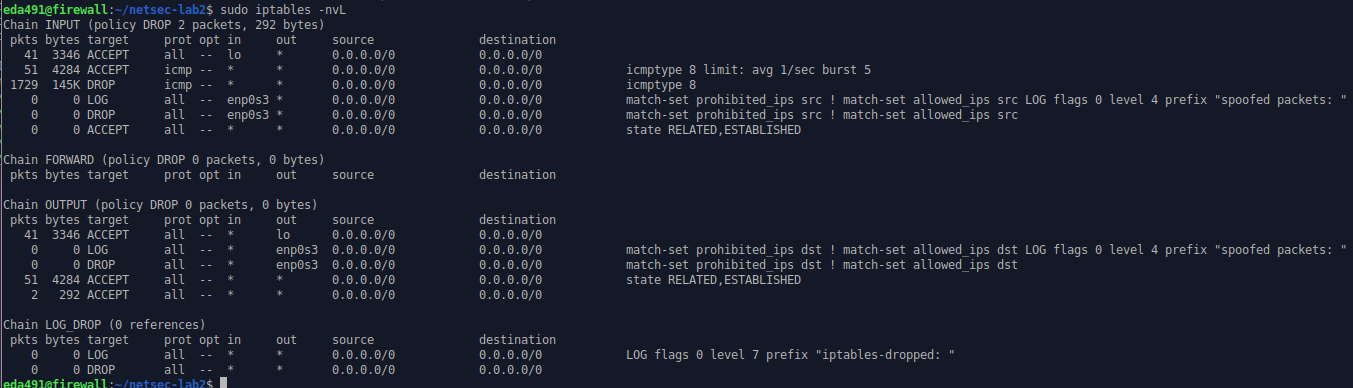 eda491@firewall:~/netsec-lab2$ sudo iptables -nvL
Chain INPUT (policy DROP 2 packets, 292 bytes)
 pkts bytes target     prot opt in     out     source               destination
   41  3346 ACCEPT     all  --  lo     *       0.0.0.0/0            0.0.0.0/0
   51  4284 ACCEPT     icmp --  *      *       0.0.0.0/0            0.0.0.0/0            icmptype 8 limit: avg 1/sec burst 5
 1729  145K DROP       icmp --  *      *       0.0.0.0/0            0.0.0.0/0            icmptype 8
    0     0 LOG        all  --  enp0s3 *       0.0.0.0/0            0.0.0.0/0            match-set prohibited_ips src ! match-set allowed_ips src LOG flags 0 level 4 prefix "spoofed packets: "
    0     0 DROP       all  --  enp0s3 *       0.0.0.0/0            0.0.0.0/0            match-set prohibited_ips src ! match-set allowed_ips src
    0     0 ACCEPT     all  --  *      *       0.0.0.0/0            0.0.0.0/0            state RELATED,ESTABLISHED
Chain FORWARD (policy DROP 0 packets, 0 bytes)
 pkts bytes target     prot opt in     out     source               destination
Chain OUTPUT (policy DROP 0 packets, 0 bytes)
 pkts bytes target     prot opt in     out     source               destination
   41  3346 ACCEPT     all  --  *      lo      0.0.0.0/0            0.0.0.0/0
    0     0 LOG        all  --  *      enp0s3  0.0.0.0/0            0.0.0.0/0            match-set prohibited_ips dst ! match-set allowed_ips dst LOG flags 0 level 4 prefix "spoofed packets: "
    0     0 DROP       all  --  *      enp0s3  0.0.0.0/0            0.0.0.0/0            match-set prohibited_ips dst ! match-set allowed_ips dst
   51  4284 ACCEPT     all  --  *      *       0.0.0.0/0            0.0.0.0/0            state RELATED,ESTABLISHED
    2   292 ACCEPT     all  --  *      *       0.0.0.0/0            0.0.0.0/0
Chain LOG_DROP (0 references)
 pkts bytes target     prot opt in     out     source               destination
    0     0 LOG        all  --  *      *       0.0.0.0/0            0.0.0.0/0            LOG flags 0 level 7 prefix "iptables-dropped: "
    0     0 DROP       all  --  *      *       0.0.0.0/0            0.0.0.0/0
eda491@firewall:~/netsec-lab2$